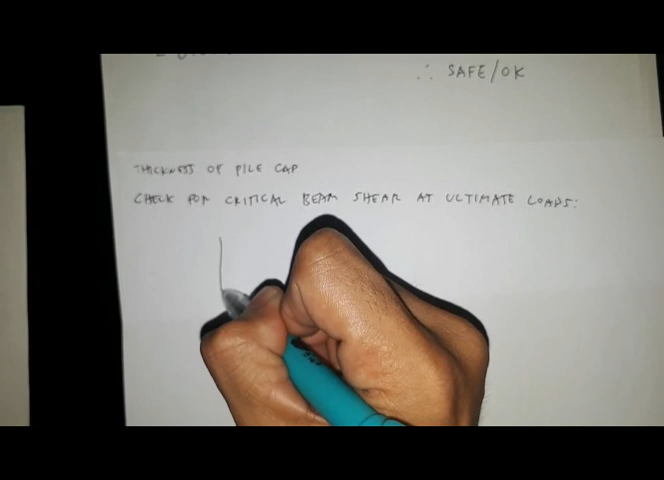 ∴ SAFE/OK
THICKNESS OF PILE CAP
CHECK FOR CRITICAL BEAM SHEAR AT ULTIMATE LOADS: